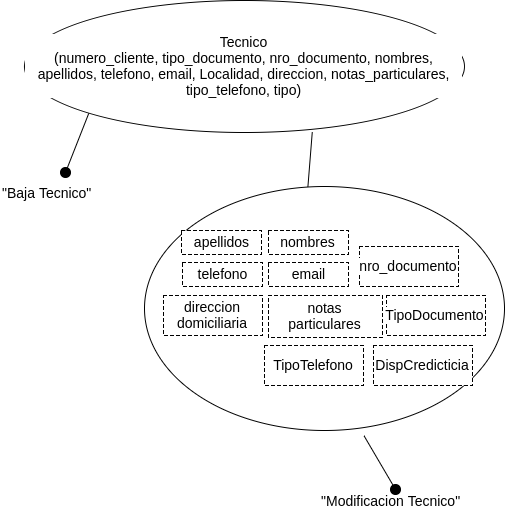 Tecnico
(numero_cliente, tipo_documento, nro_documento, nombres,
apellidos, telefono, email, Localidad, direccion, notas_particulares,
tipo_telefono, tipo)
"Baja Tecnico"
apellidos
nombres
nro_documento
telefono
email
direccion
domiciliaria
notas
particulares
TipoDocumento
TipoTelefono
DispCredicticia
"Modificacion Tecnico"